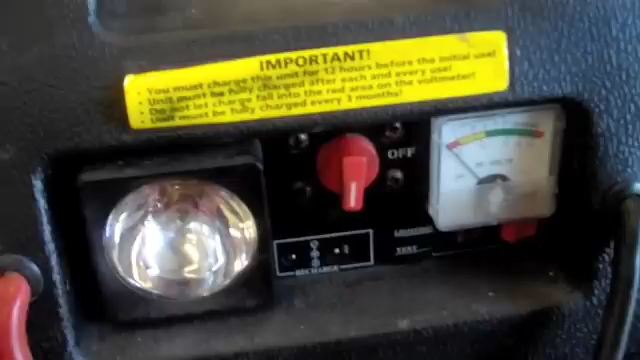 IMPORTANT!
• You must charge this unit for 12 hours before the initial use!
• Unit must be fully charged after each and every use!
• Do not let charge fall into the red area on the voltmeter!
• Unit must be fully charged every 3 months!
OFF
RECHARGE
TEST